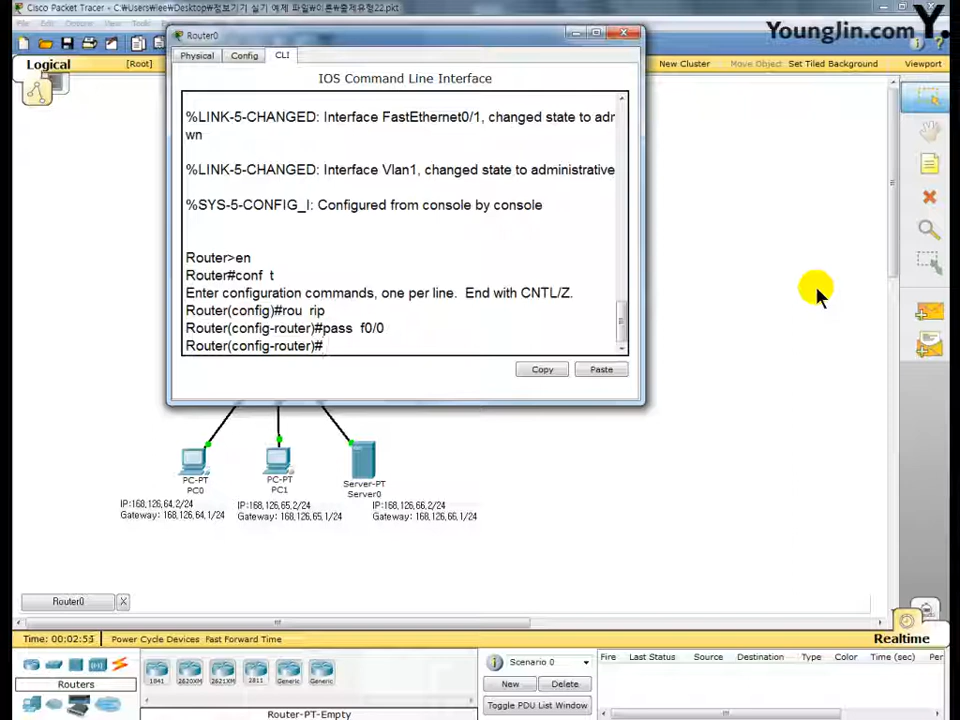 Cisco Packet Tracer - C:\Users\lee\Desktop\정보기기 실기 예제 파일\이론\출제유형22.pkt
Younglin.com Y.
Router0
Physical Config CLI
Logical [Root] New Cluster Move Object Set Tiled Background Viewport
IOS Command Line Interface
%LINK-5-CHANGED: Interface FastEthernet0/1, changed state to adm
wn
%LINK-5-CHANGED: Interface Vlan1, changed state to administrative
%SYS-5-CONFIG_I: Configured from console by console
Router>en
Router#conf t
Enter configuration commands, one per line. End with CNTL/Z.
Router(config)#rou rip
Router(config-router)#pass f0/0
Router(config-router)#
Copy Paste
PC-PT
PC0
PC-PT
PC1
Server-PT
Server0
IP:168,126,64,2/24
Gateway: 168,126,64,1/24
IP:168,126,65,2/24
Gateway: 168,126,65,1/24
IP:168,126,66,2/24
Gateway: 168,126,66,1/24
Router0 X
Time: 00:02:53 Power Cycle Devices Fast Forward Time Realtime
Routers
1841 2620XM 2621XM 2811 Generic Generic
Router-PT-Empty
Scenario 0
New Delete
Toggle PDU List Window
Fire Last Status Source Destination Type Color Time (sec) Per